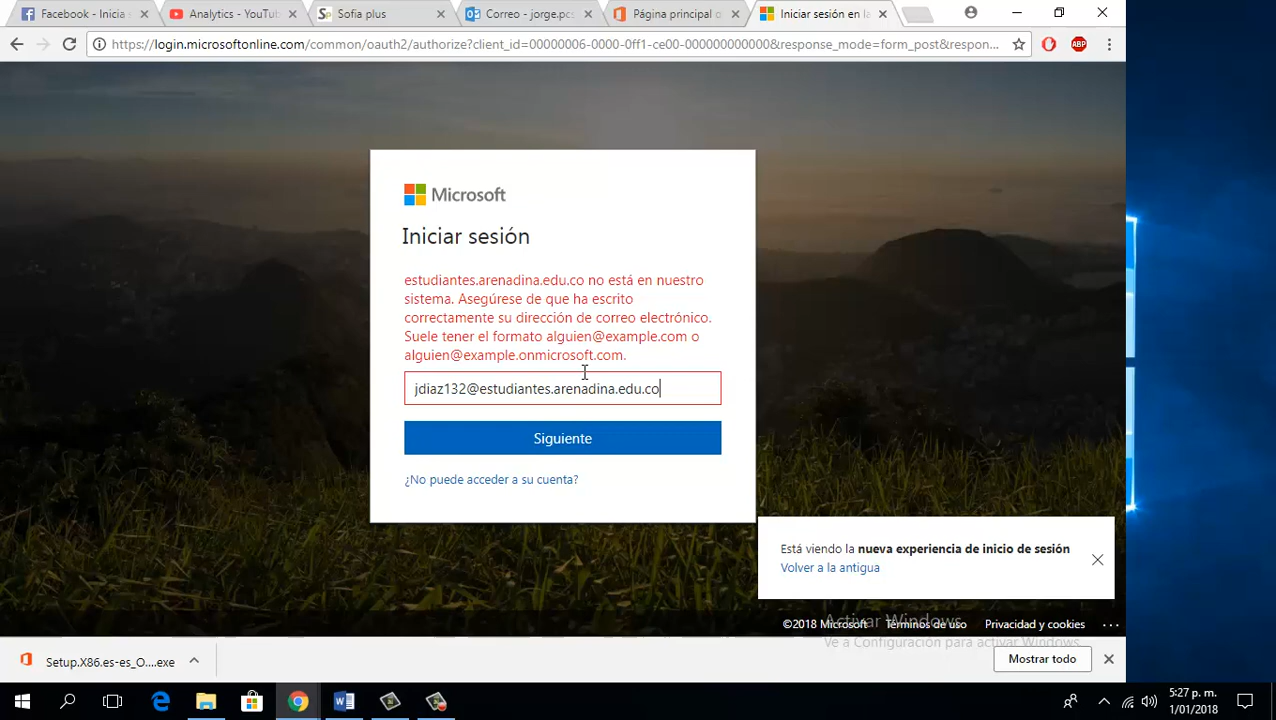 Facebook - Inicia s
Analytics - YouTub
Sofia plus
Correo - jorge.pcs
Página principal o
Iniciar sesión en la
https://login.microsoftonline.com/common/oauth2/authorize?client_id=00000006-0000-0ff1-ce00-000000000000&response_mode=form_post&respon...
ABP
Microsoft
Iniciar sesión
estudiantes.arenadina.edu.co no está en nuestro
sistema. Asegúrese de que ha escrito
correctamente su dirección de correo electrónico.
Suele tener el formato alguien@example.com o
alguien@example.onmicrosoft.com.
jdiaz132@estudiantes.arenadina.edu.co
Siguiente
¿No puede acceder a su cuenta?
Está viendo la nueva experiencia de inicio de sesión
Volver a la antigua
Activar Windows
©2018 Microsoft Términos de uso Privacidad y cookies ...
Ve a Configuración para activar Windows.
Setup.X86.es-es_O....exe
Mostrar todo
5:27 p. m.
1/01/2018